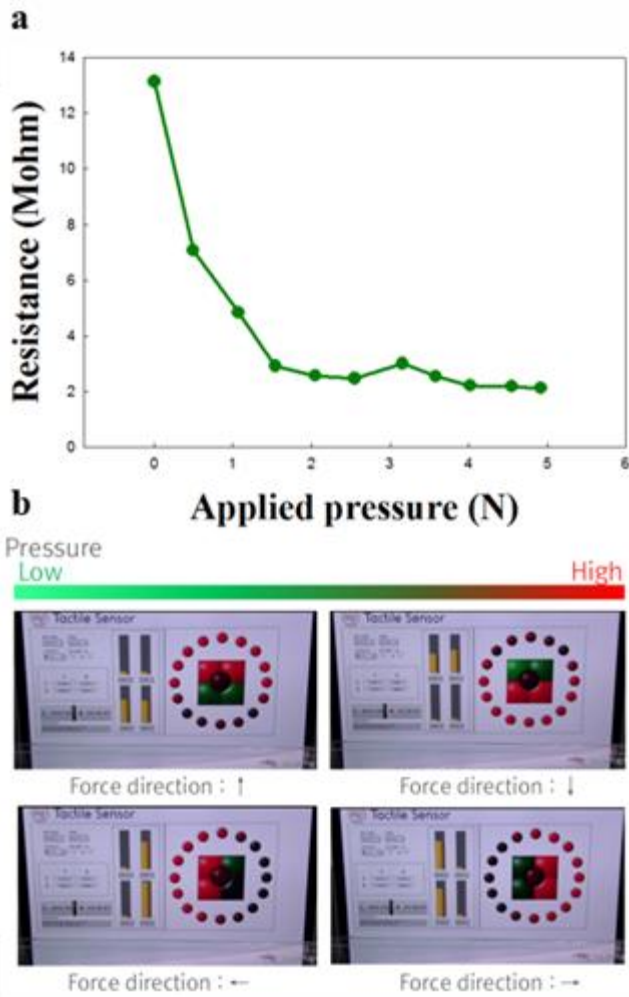 a
14
12
10
8
6
4
2
0
Resistance (Mohm)
0 1 2 3 4 5 6
Applied pressure (N)
b
Pressure
Low High
Tactile Sensor
Tactile Sensor
Force direction : ↑
Force direction : ↓
Tactile Sensor
Tactile Sensor
Force direction : ←
Force direction : →